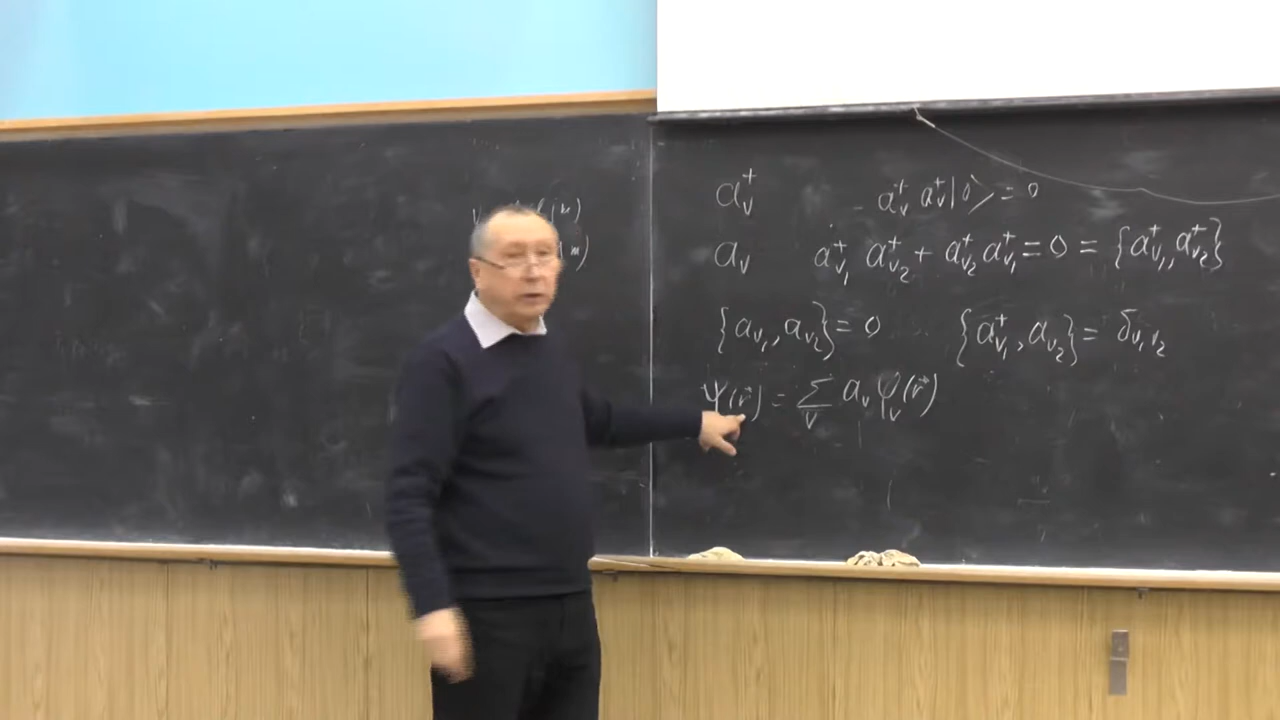 a_ν^+ a_ν^+ a_ν^+|0⟩ = 0
a_ν a_{ν_1}^+ a_{ν_2}^+ + a_{ν_2}^+ a_{ν_1}^+ = 0 = {a_{ν_1}^+, a_{ν_2}^+}
{a_{ν_1}, a_{ν_2}} = 0 {a_{ν_1}^+, a_{ν_2}} = δ_{ν_1 ν_2}
Ψ(r⃗) = Σ_ν a_ν φ_ν(r⃗)